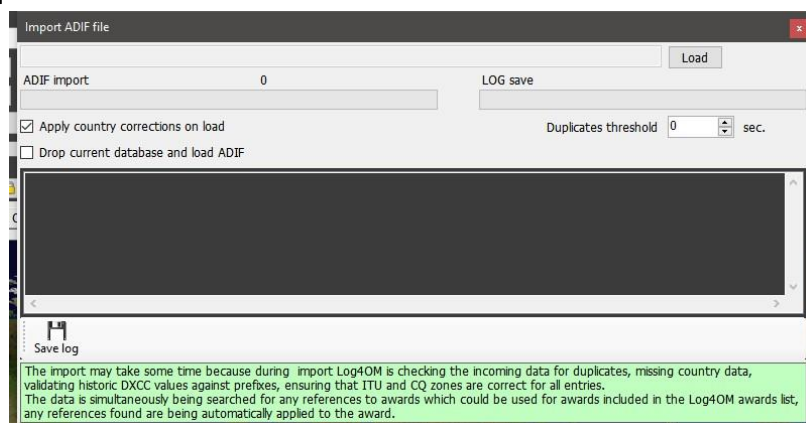 Import ADIF file
x
Load
ADIF import 0 LOG save
Apply country corrections on load Duplicates threshold 0 sec.
Drop current database and load ADIF
Save log
The import may take some time because during import Log4OM is checking the incoming data for duplicates, missing country data,
validating historic DXCC values against prefixes, ensuring that ITU and CQ zones are correct for all entries.
The data is simultaneously being searched for any references to awards which could be used for awards included in the Log4OM awards list,
any references found are being automatically applied to the award.